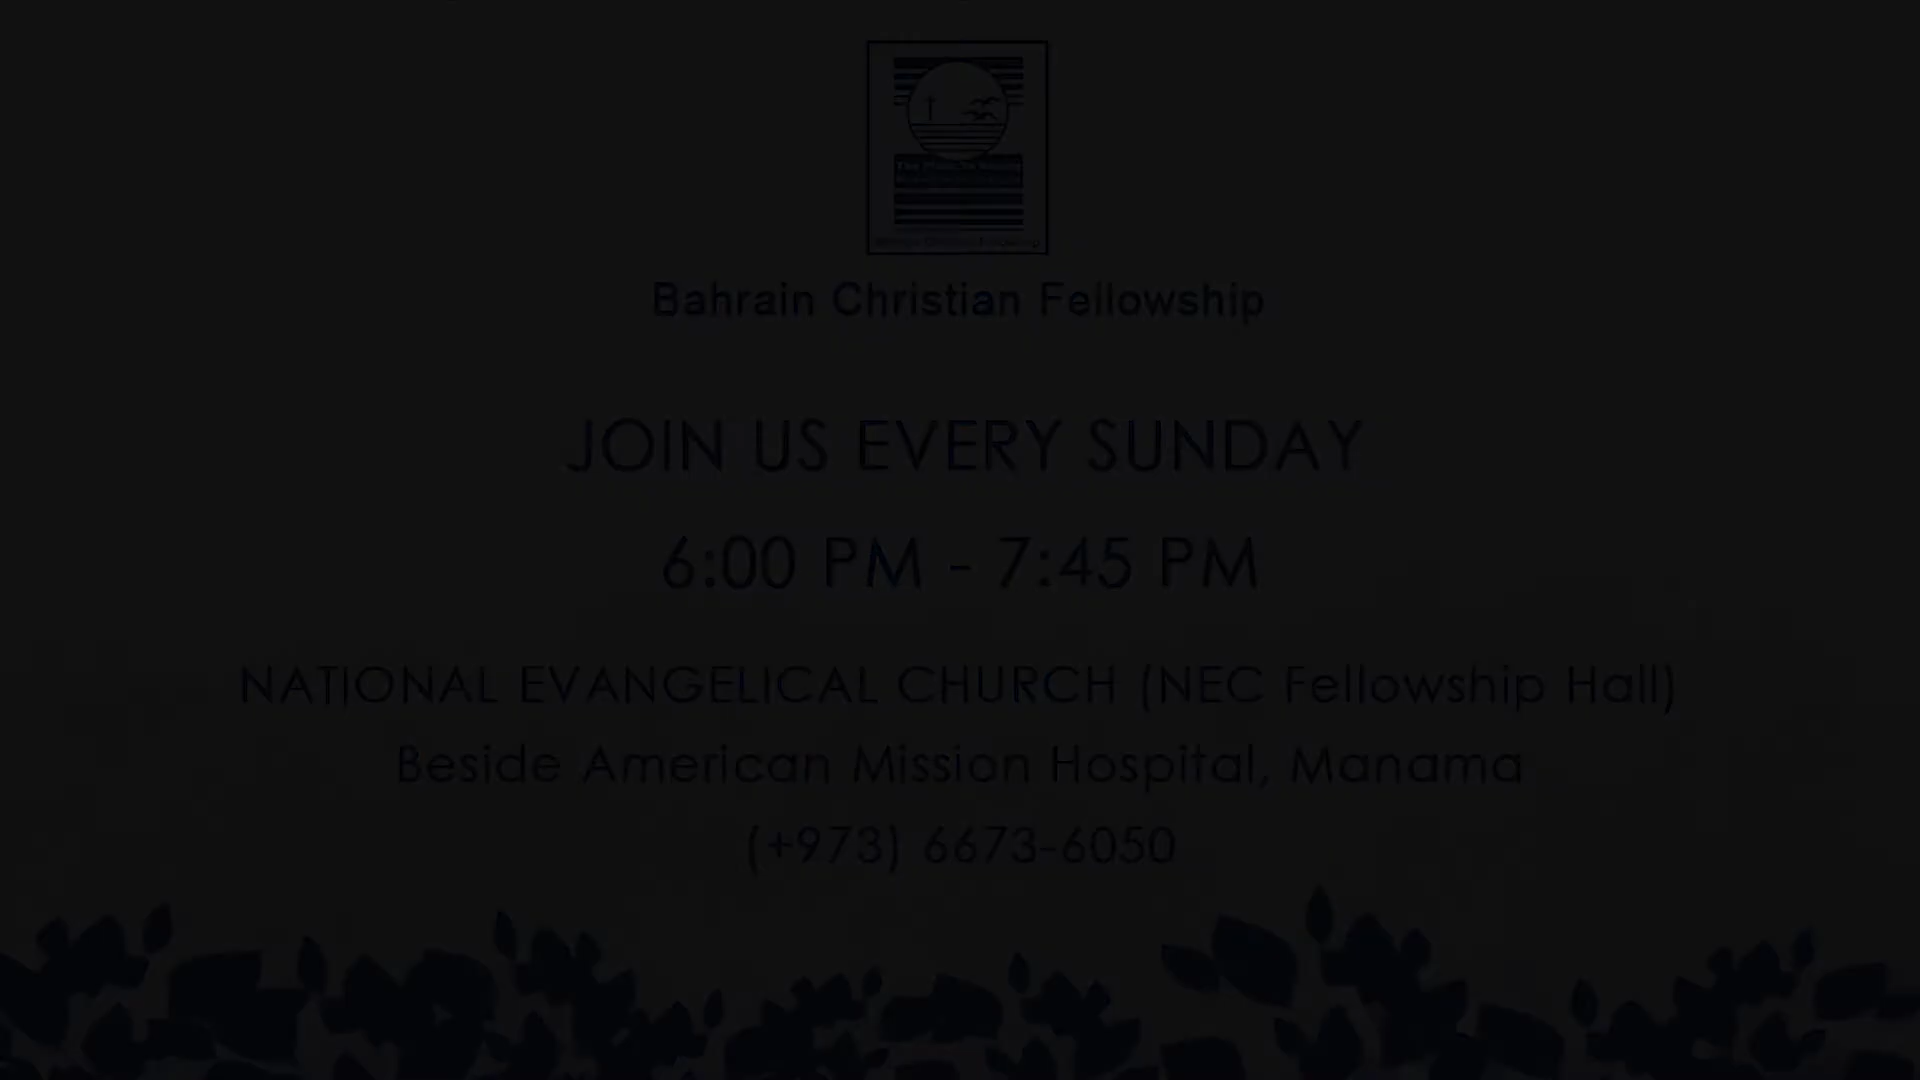 Bahrain Christian Fellowship
JOIN US EVERY SUNDAY
6:00 PM - 7:45 PM
NATIONAL EVANGELICAL CHURCH (NEC Fellowship Hall)
Beside American Mission Hospital, Manama
(+973) 6673-6050